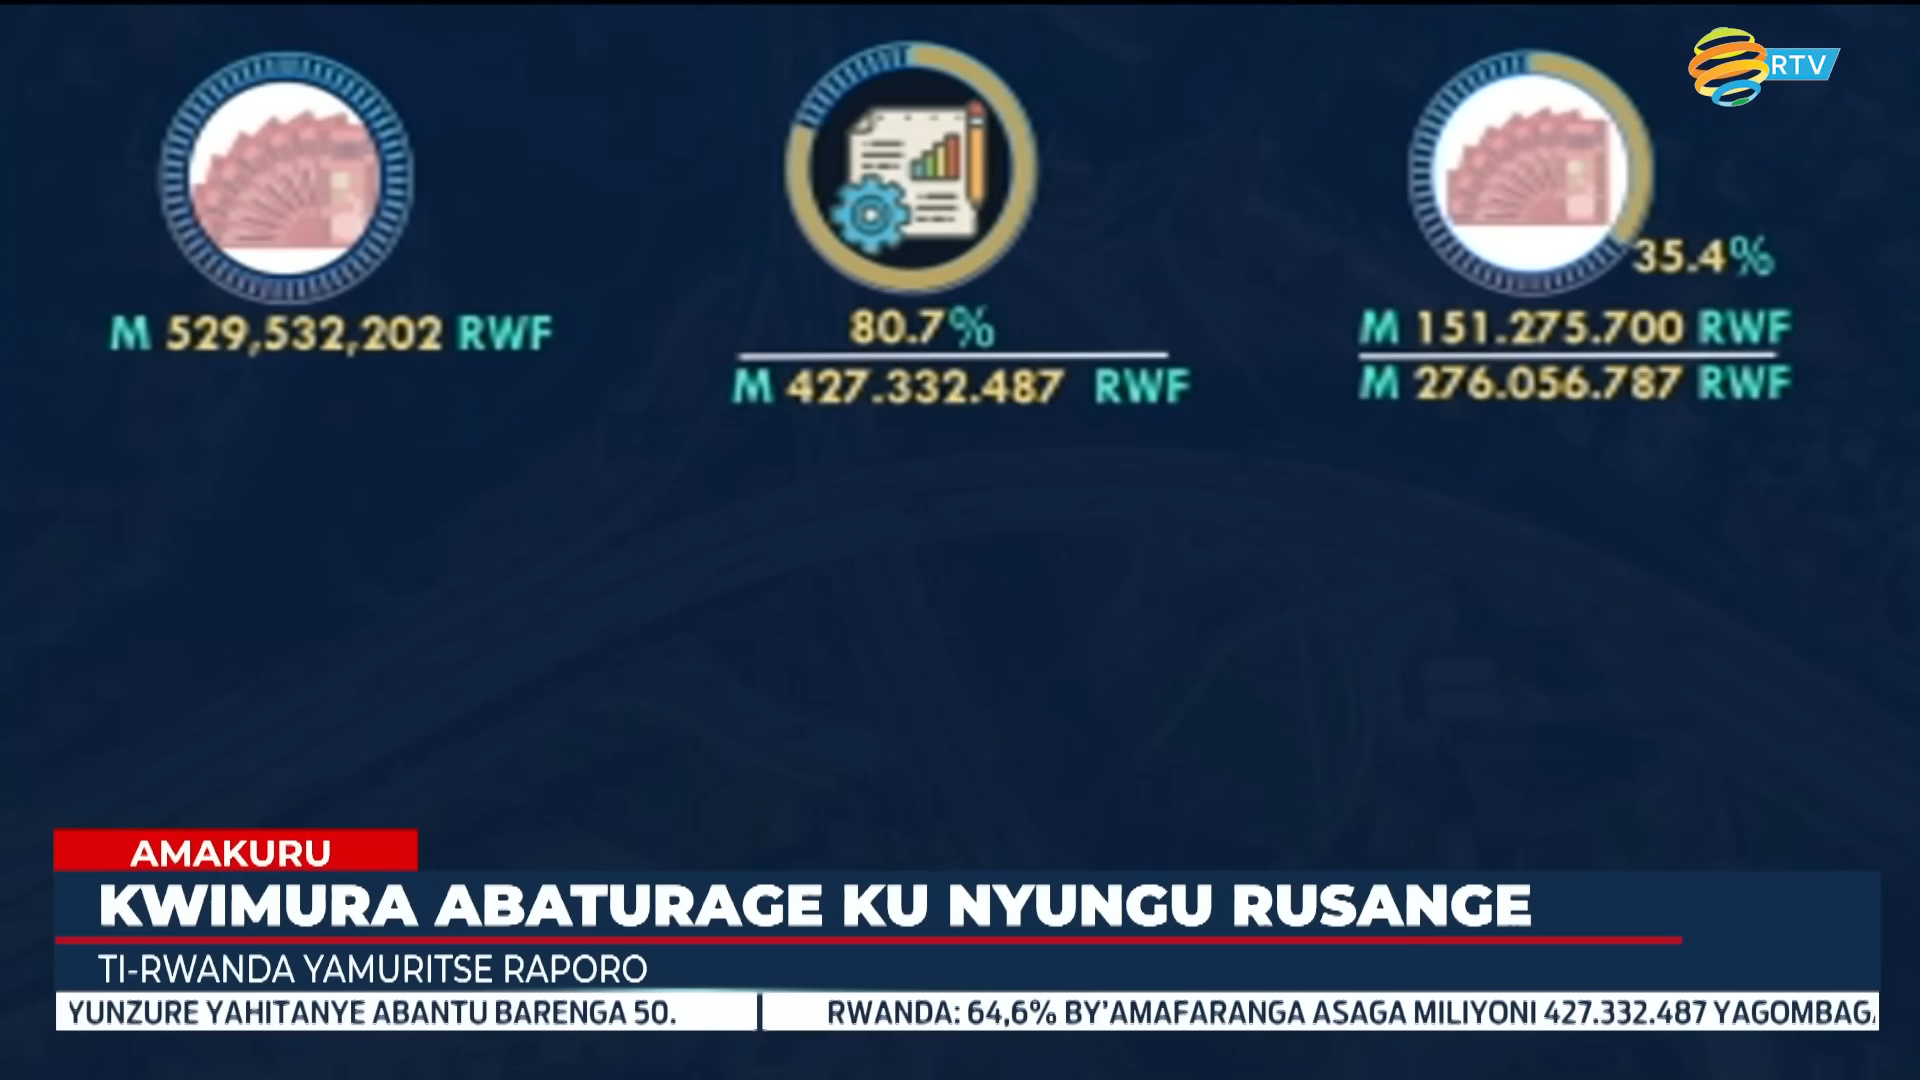 RTV
35.4%
M 529,532,202 RWF
80.7%
M 427.332.487 RWF
M 151.275.700 RWF
M 276.056.787 RWF
AMAKURU
KWIMURA ABATURAGE KU NYUNGU RUSANGE
TI-RWANDA YAMURITSE RAPORO
YUNZURE YAHITANYE ABANTU BARENGA 50.
RWANDA: 64,6% BY'AMAFARANGA ASAGA MILIYONI 427.332.487 YAGOMBAG